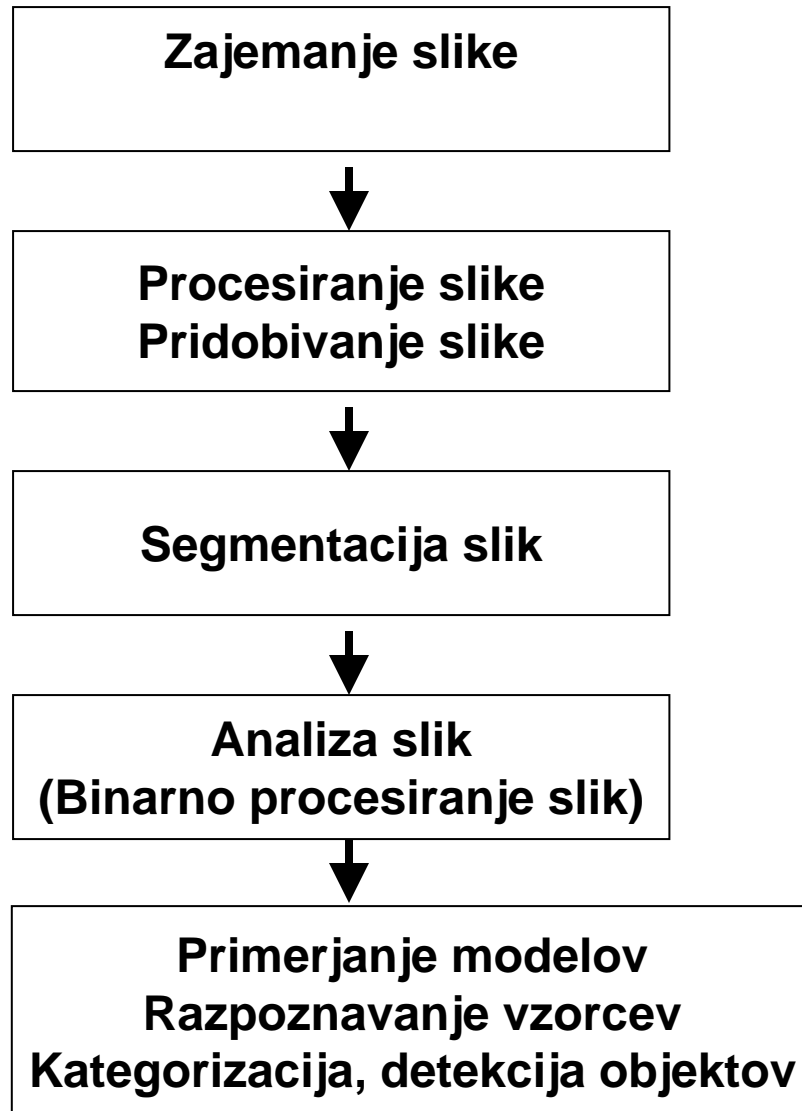 Zajemanje slike
Procesiranje slike
Pridobivanje slike
Segmentacija slik
Analiza slik
(Binarno procesiranje slik)
Primerjanje modelov
Razpoznavanje vzorcev
Kategorizacija, detekcija objektov